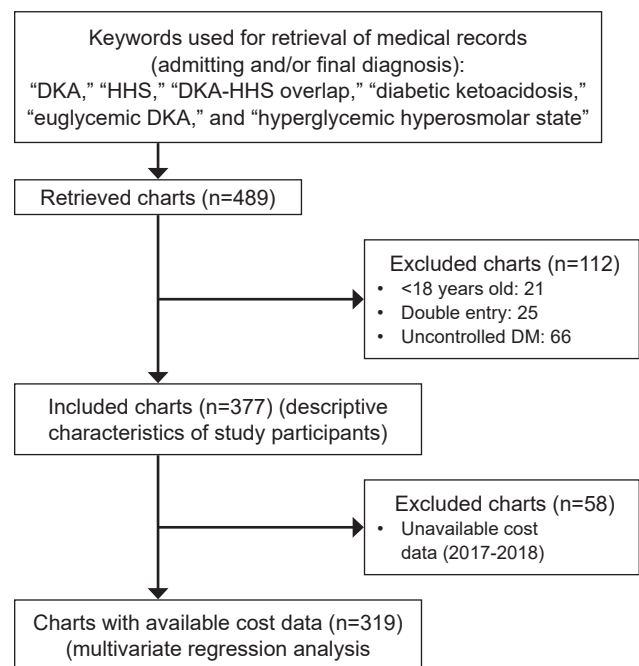 Keywords used for retrieval of medical records
(admitting and/or final diagnosis):
“DKA,” “HHS,” “DKA-HHS overlap,” “diabetic ketoacidosis,”
“euglycemic DKA,” and “hyperglycemic hyperosmolar state”
Retrieved charts (n=489)
Excluded charts (n=112)
• <18 years old: 21
• Double entry: 25
• Uncontrolled DM: 66
Included charts (n=377) (descriptive
characteristics of study participants)
Excluded charts (n=58)
• Unavailable cost
data (2017-2018)
Charts with available cost data (n=319)
(multivariate regression analysis